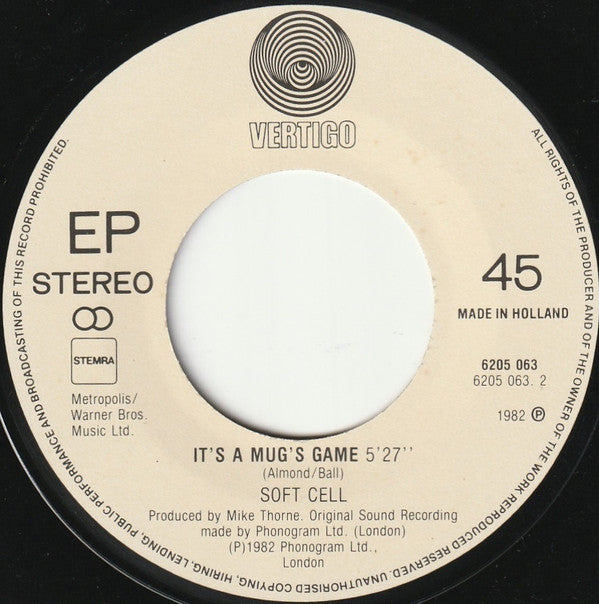 VERTIGO
EP
STEREO
STEMRA
Metropolis/
Warner Bros.
Music Ltd.
45
MADE IN HOLLAND
6205 063
6205 063. 2
1982 Ⓟ
IT'S A MUG'S GAME 5'27''
(Almond/Ball)
SOFT CELL
Produced by Mike Thorne. Original Sound Recording
made by Phonogram Ltd. (London)
(P)1982 Phonogram Ltd.,
London
ALL RIGHTS OF THE PRODUCER AND OF THE OWNER OF THE WORK REPRODUCED RESERVED. UNAUTHORISED COPYING, HIRING, LENDING, PUBLIC PERFORMANCE AND BROADCASTING OF THIS RECORD PROHIBITED.